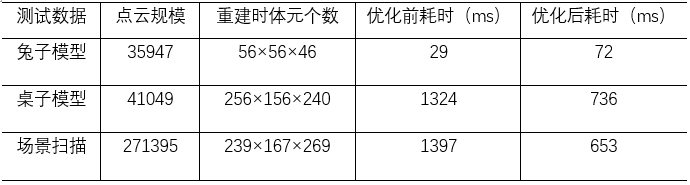 测试数据 点云规模 重建时体元个数 优化前耗时（ms） 优化后耗时（ms）
兔子模型 35947 56×56×46 29 72
桌子模型 41049 256×156×240 1324 736
场景扫描 271395 239×167×269 1397 653